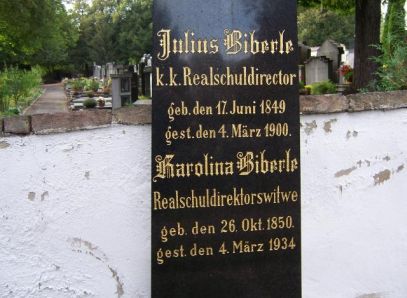 Julius Biberle
k.k. Realschuldirector
geb. den 17. Juni 1849
gest. den 4. März 1900.
Karolina Biberle
Realschuldirektorswitwe
geb. den 26. Okt. 1850.
gest. den 4. März 1934